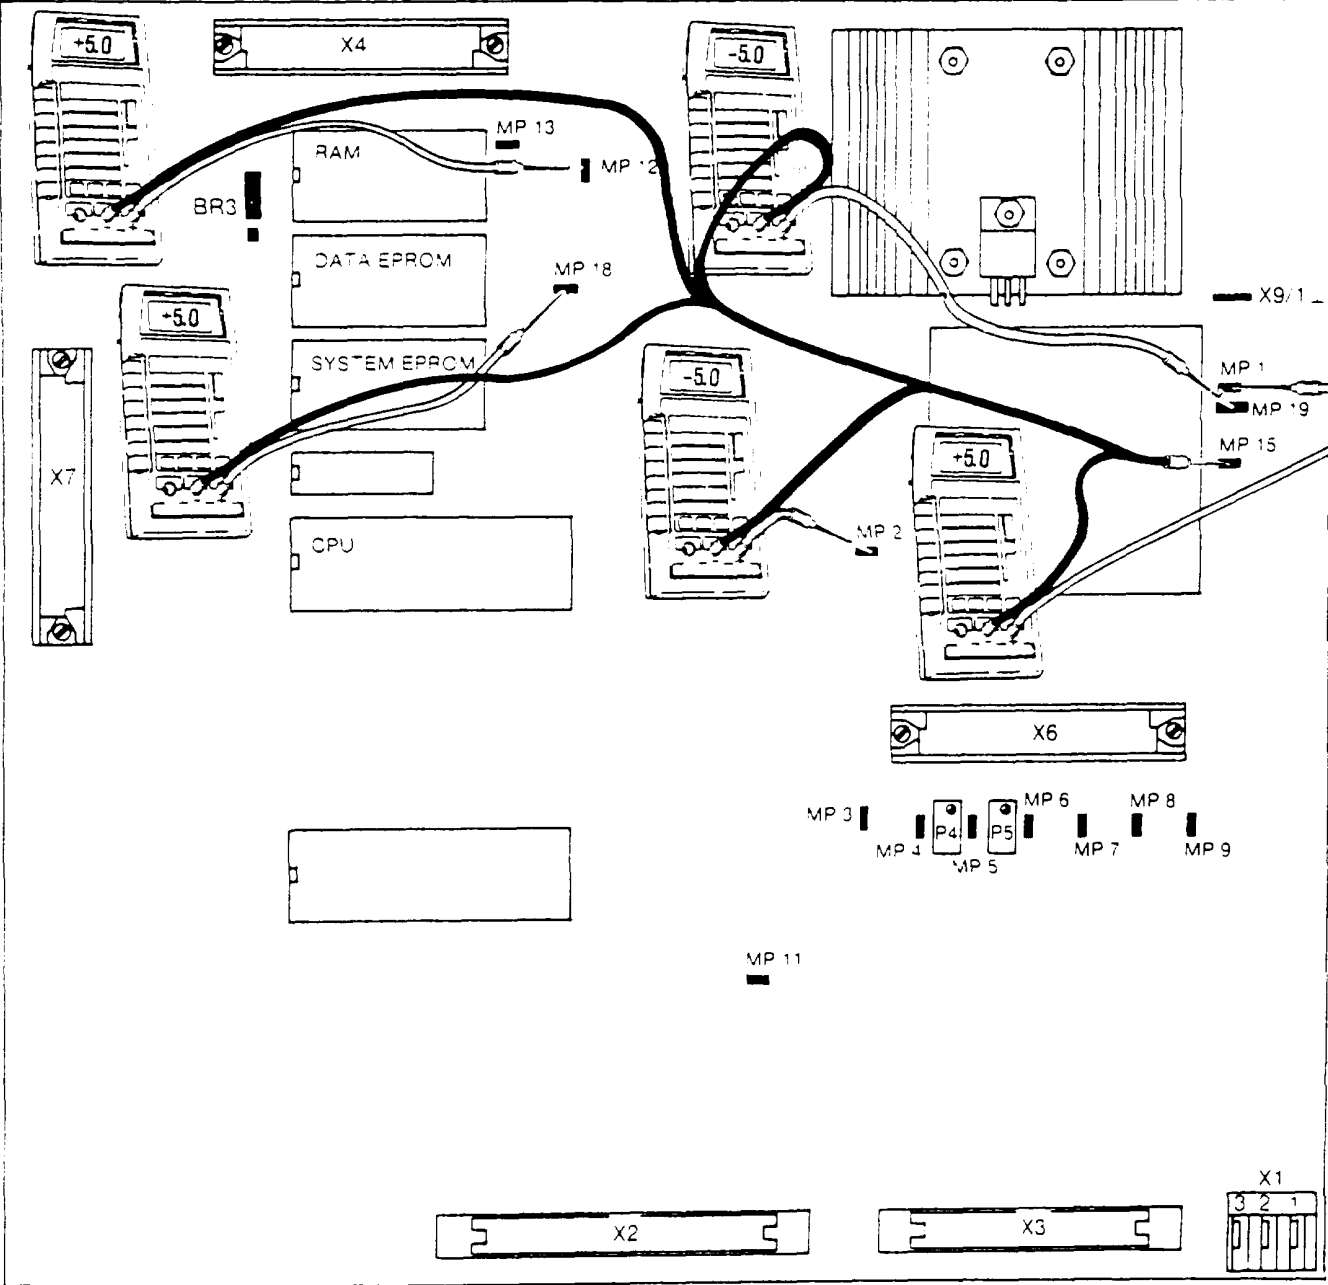 +5.0
X4
-5.0
MP 13
RAM
MP 12
BR3
DATA EPROM
MP 18
X9/1
+5.0
SYSTEM EPROM
-5.0
MP 1
MP 19
MP 15
+5.0
X7
MP 2
CPU
X6
MP 3
MP 4
P4
MP 5
P5
MP 6
MP 7
MP 8
MP 9
MP 11
X1
3 2 1
X2
X3